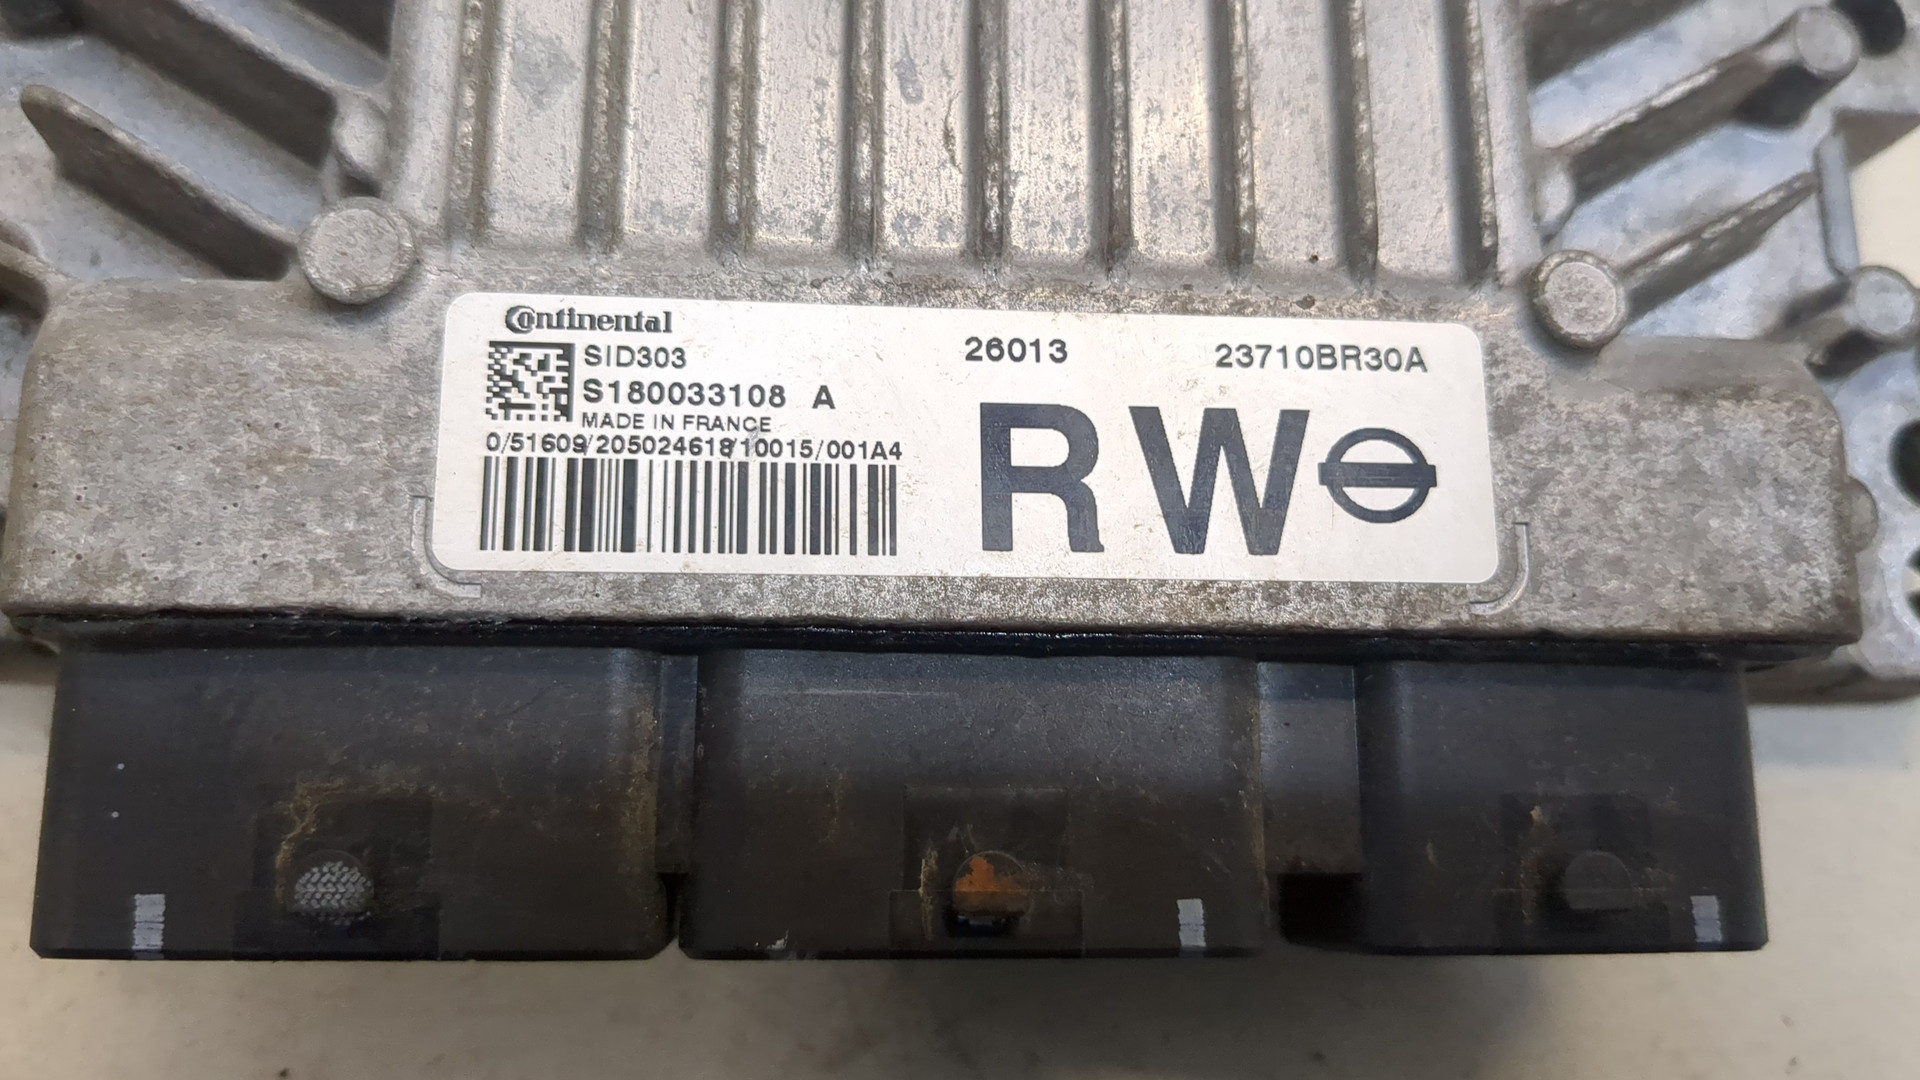 Continental
SID303
S180033108 A
MADE IN FRANCE
0/51609/205024618/10015/001A4
26013
23710BR30A
RW